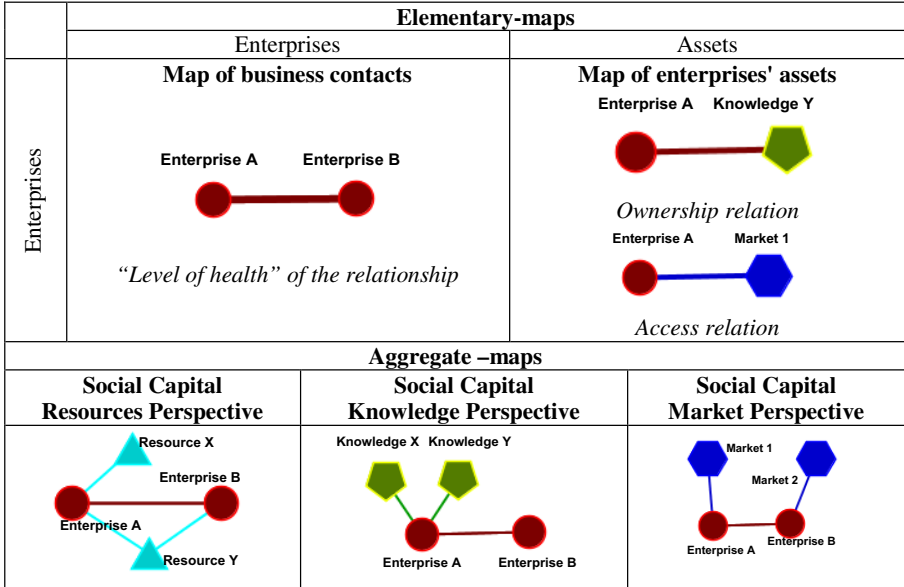 Elementary-maps
Enterprises Assets
Enterprises
Map of business contacts
Enterprise A Enterprise B
“Level of health” of the relationship
Map of enterprises' assets
Enterprise A Knowledge Y
Ownership relation
Enterprise A Market 1
Access relation
Aggregate –maps
Social Capital
Resources Perspective
Resource X
Enterprise B
Enterprise A
Resource Y
Social Capital
Knowledge Perspective
Knowledge X Knowledge Y
Enterprise A Enterprise B
Social Capital
Market Perspective
Market 1
Market 2
Enterprise A Enterprise B